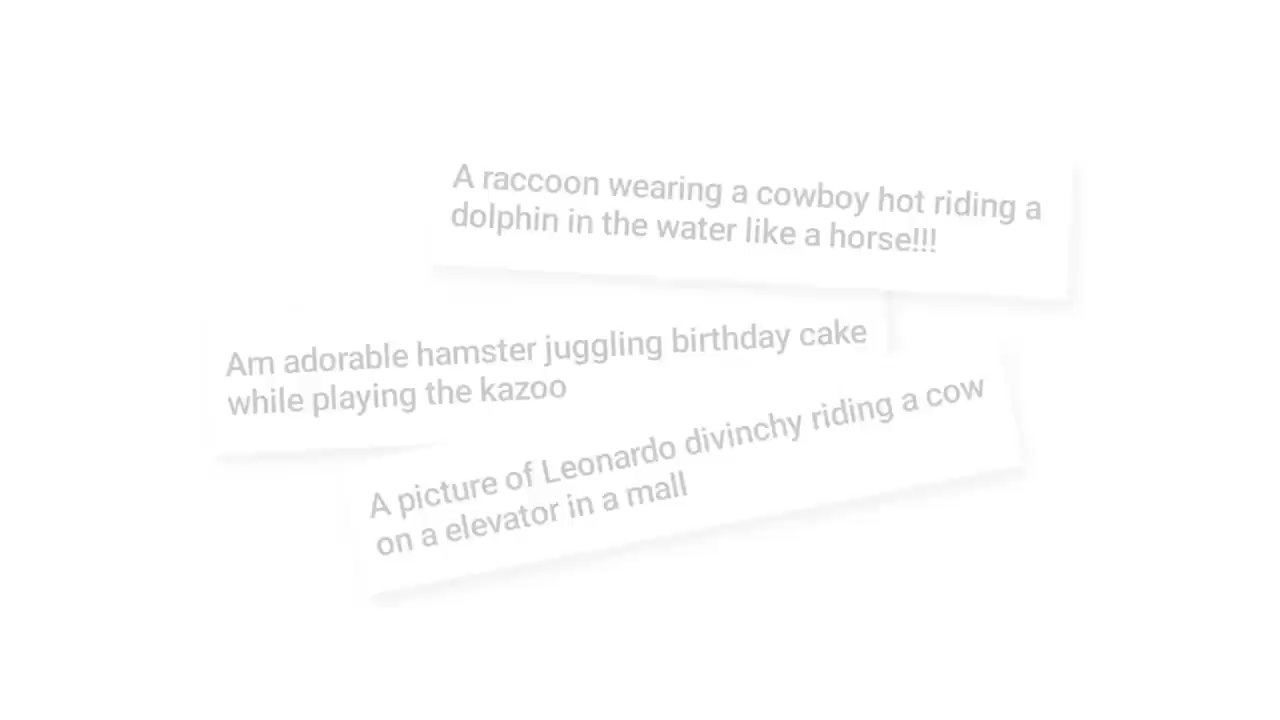 A raccoon wearing a cowboy hot riding a
dolphin in the water like a horse!!!
Am adorable hamster juggling birthday cake
while playing the kazoo
A picture of Leonardo divinchy riding a cow
on a elevator in a mall